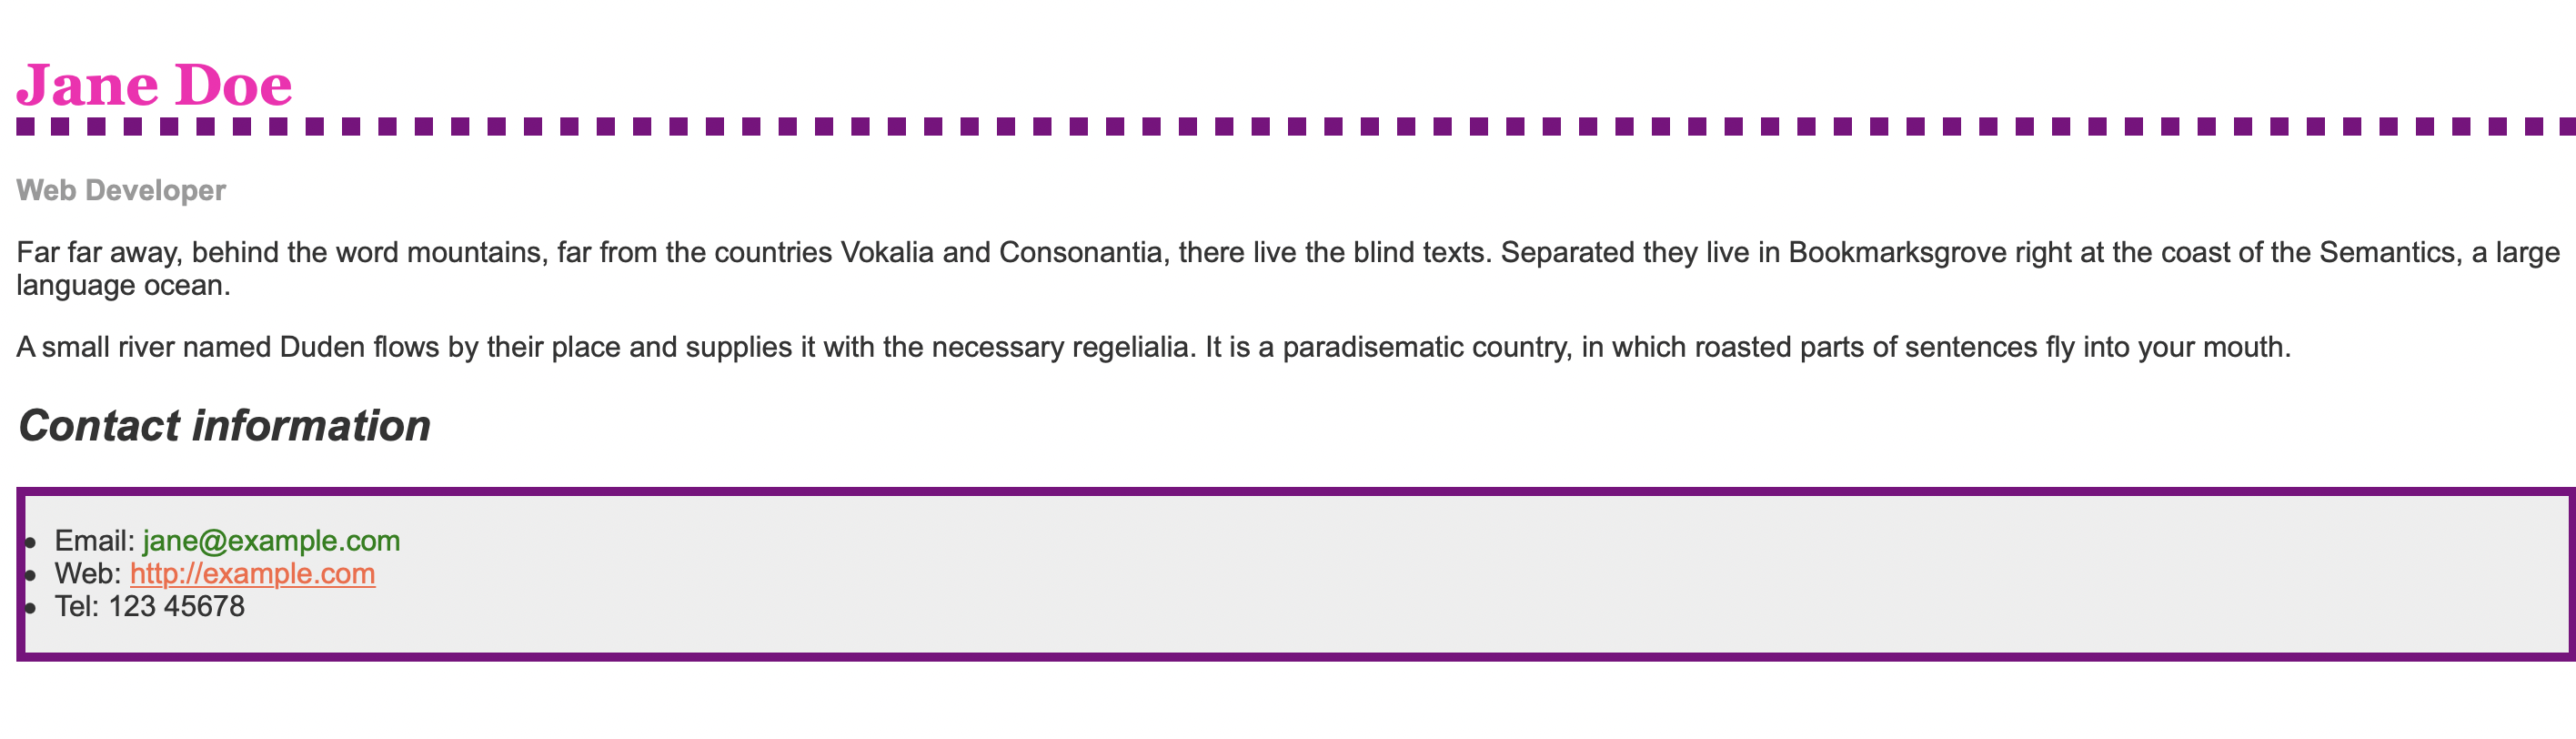 Jane Doe
Web Developer
Far far away, behind the word mountains, far from the countries Vokalia and Consonantia, there live the blind texts. Separated they live in Bookmarksgrove right at the coast of the Semantics, a large
language ocean.
A small river named Duden flows by their place and supplies it with the necessary regelialia. It is a paradisematic country, in which roasted parts of sentences fly into your mouth.
Contact information
Email: jane@example.com
Web: http://example.com
Tel: 123 45678